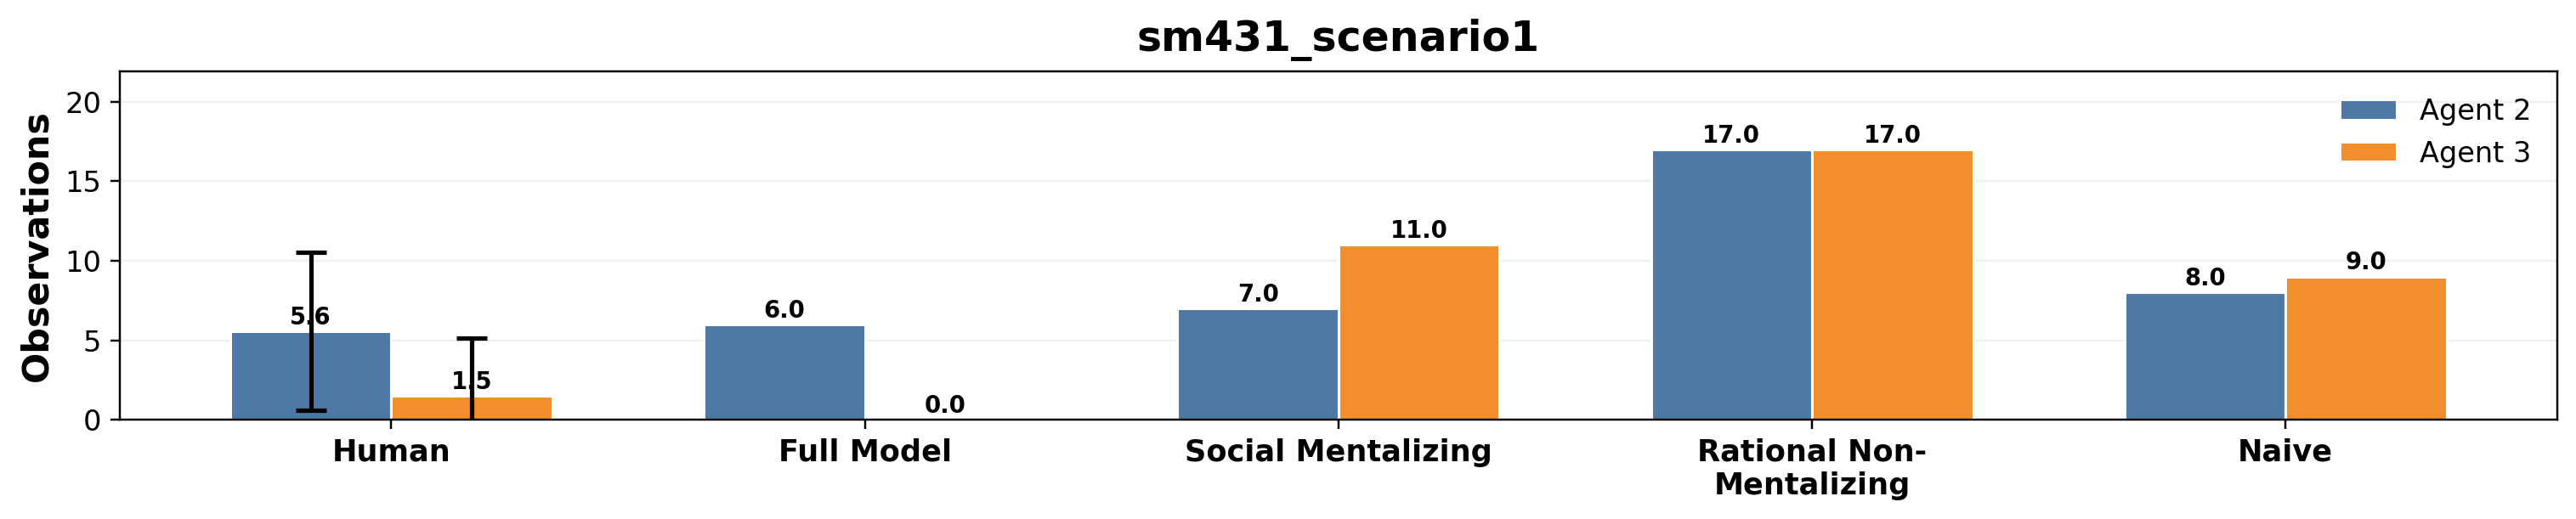 sm431_scenario1
Observations
20
15
10
5
0
Agent 2
Agent 3
5.6
1.5
6.0
0.0
7.0
11.0
17.0
17.0
8.0
9.0
Human
Full Model
Social Mentalizing
Rational Non-
Mentalizing
Naive